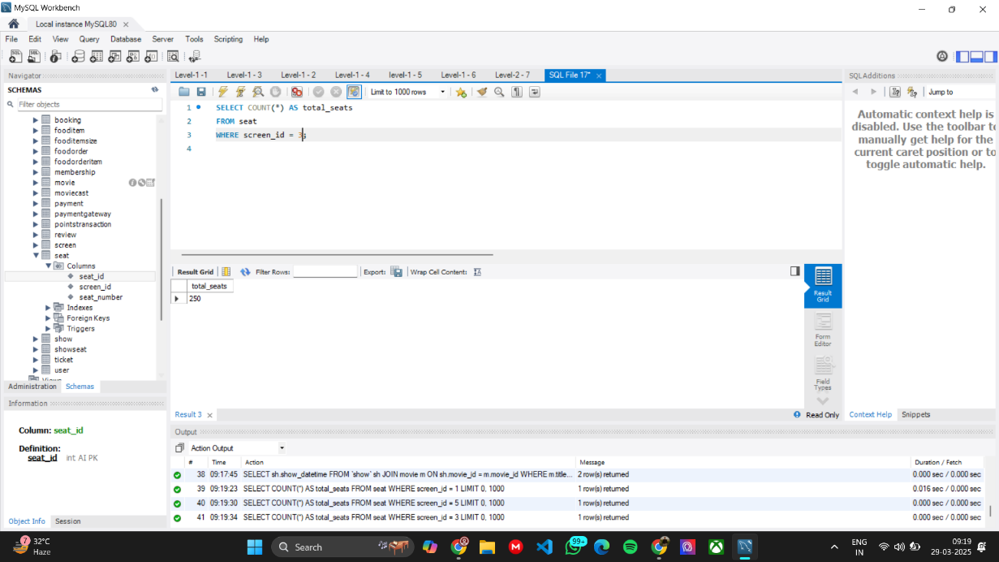 MySQL Workbench
Local instance MySQL80
File Edit View Query Database Server Tools Scripting Help
Navigator
SCHEMAS
Filter objects
booking
fooditem
fooditemsize
foodorder
foodorderitem
membership
movie
moviecast
payment
paymentgateway
pointstransaction
review
screen
seat
Columns
seat_id
screen_id
seat_number
Indexes
Foreign Keys
Triggers
show
showseat
ticket
user
Views
Administration Schemas
Information
Column: seat_id
Definition:
seat_id int AI PK
Object Info Session
Level-1 -1 Level-1 - 3 Level-1 - 2 Level-1 - 4 level-1 - 5 Level-1 - 6 Level-2 - 7 SQL File 17*
Limit to 1000 rows
1 SELECT COUNT(*) AS total_seats
2 FROM seat
3 WHERE screen_id = 3;
4
Result Grid Filter Rows: Export: Wrap Cell Content:
total_seats
250
Result Grid
Form Editor
Field Types
Result 3 Read Only
Output
Action Output
# Time Action Message Duration / Fetch
38 09:17:45 SELECT sh.show_datetime FROM `show` sh JOIN movie m ON sh.movie_id = m.movie_id WHERE m.title... 2 row(s) returned 0.000 sec / 0.000 sec
39 09:19:23 SELECT COUNT(*) AS total_seats FROM seat WHERE screen_id = 1 LIMIT 0, 1000 1 row(s) returned 0.016 sec / 0.000 sec
40 09:19:30 SELECT COUNT(*) AS total_seats FROM seat WHERE screen_id = 5 LIMIT 0, 1000 1 row(s) returned 0.000 sec / 0.000 sec
41 09:19:34 SELECT COUNT(*) AS total_seats FROM seat WHERE screen_id = 3 LIMIT 0, 1000 1 row(s) returned 0.000 sec / 0.000 sec
SQLAdditions
Jump to
Automatic context help is
disabled. Use the toolbar to
manually get help for the
current caret position or to
toggle automatic help.
Context Help Snippets
7
32°C
Haze
Search
99+
ENG
IN
09:19
29-03-2025